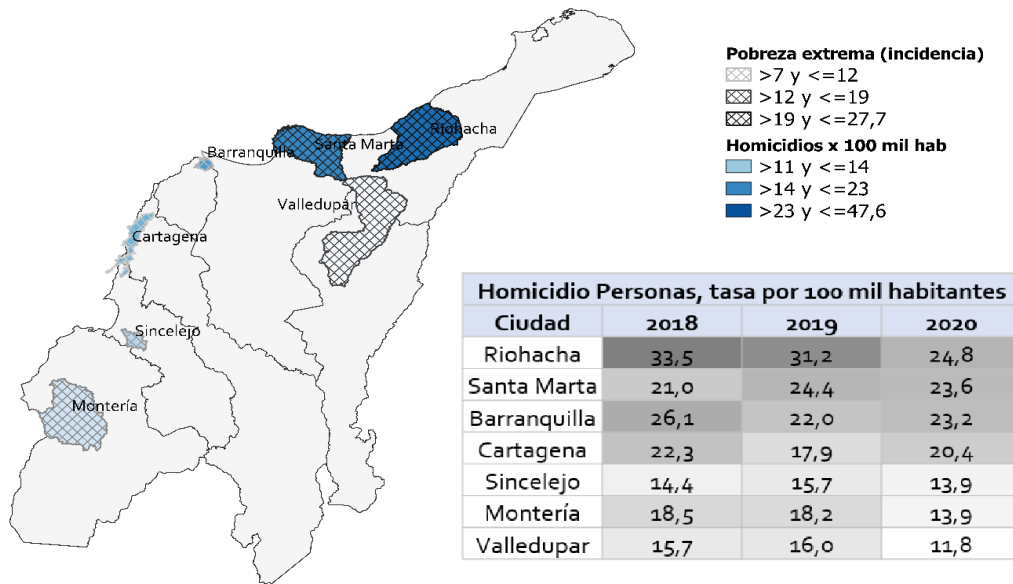 Pobreza extrema (incidencia)
>7 y <=12
>12 y <=19
>19 y <=27,7
Homicidios x 100 mil hab
>11 y <=14
>14 y <=23
>23 y <=47,6
Riohacha
Santa Marta
Barranquilla
Valledupar
Cartagena
Sincelejo
Montería
Homicidio Personas, tasa por 100 mil habitantes
Ciudad 2018 2019 2020
Riohacha 33,5 31,2 24,8
Santa Marta 21,0 24,4 23,6
Barranquilla 26,1 22,0 23,2
Cartagena 22,3 17,9 20,4
Sincelejo 14,4 15,7 13,9
Montería 18,5 18,2 13,9
Valledupar 15,7 16,0 11,8